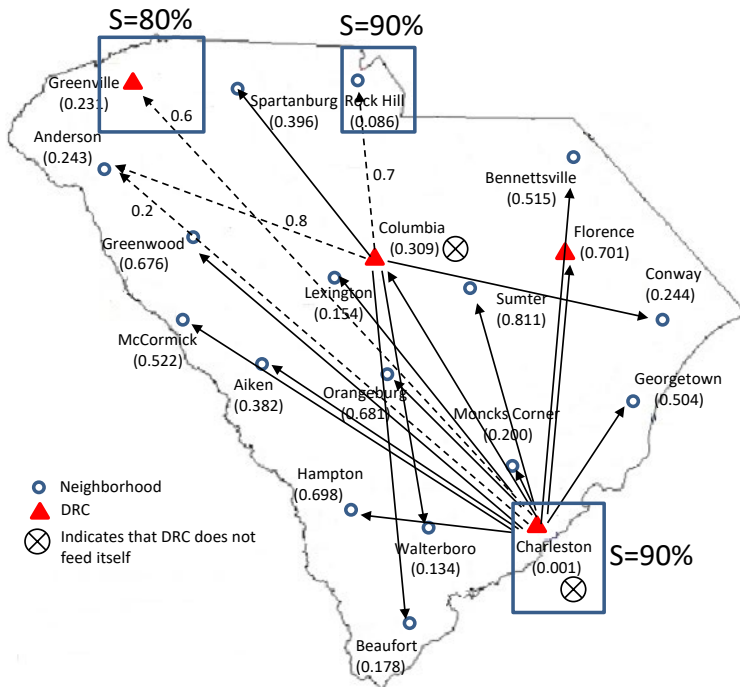 S=80%
S=90%
Greenville
(0.231)
0.6
Spartanburg
(0.396)
Rock Hill
(0.086)
Anderson
(0.243)
0.7
Bennettsville
(0.515)
0.2
0.8
Greenwood
(0.676)
Columbia
(0.309)
Florence
(0.701)
Lexington
(0.154)
Sumter
(0.811)
Conway
(0.244)
McCormick
(0.522)
Aiken
(0.382)
Orangeburg
(0.681)
Moncks Corner
(0.200)
Georgetown
(0.504)
Hampton
(0.698)
Neighborhood
DRC
Indicates that DRC does not
feed itself
Walterboro
(0.134)
Charleston
(0.001)
S=90%
Beaufort
(0.178)